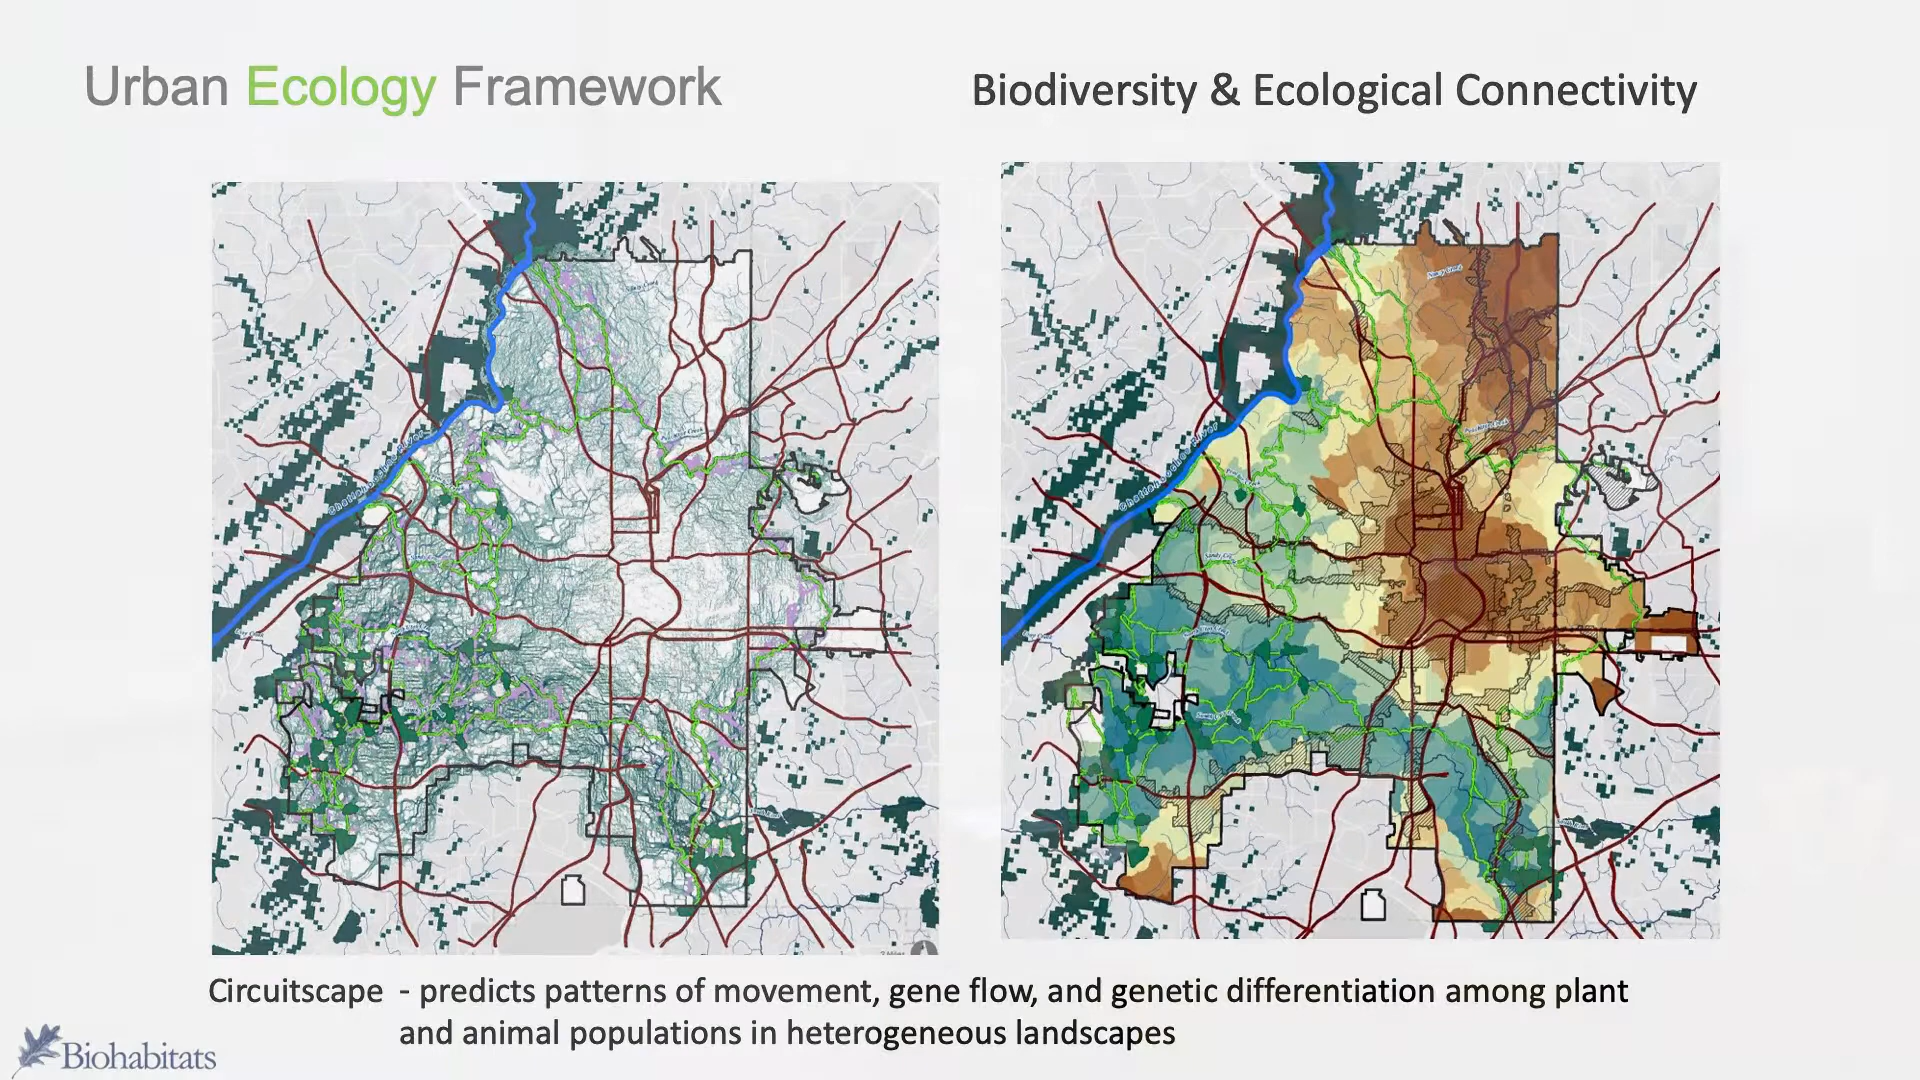 Urban Ecology Framework
Biodiversity & Ecological Connectivity
Circuitscape - predicts patterns of movement, gene flow, and genetic differentiation among plant
and animal populations in heterogeneous landscapes
Biohabitats